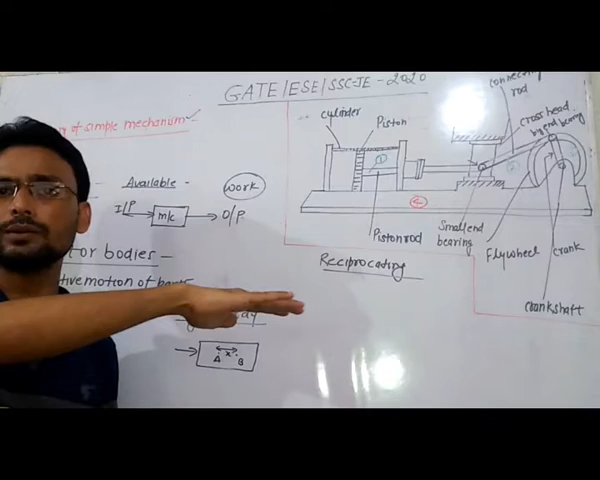 GATE/ESE/SSC-JE-2020
of simple mechanism
Available -
work
I/P
m/c
O/P
or bodies -
tive motion of
A x B
cylinder
Piston
1
connecting
rod
cross head
big end bearing
Piston rod
Small end
bearing
Flywheel
crank
crankshaft
Reciprocating